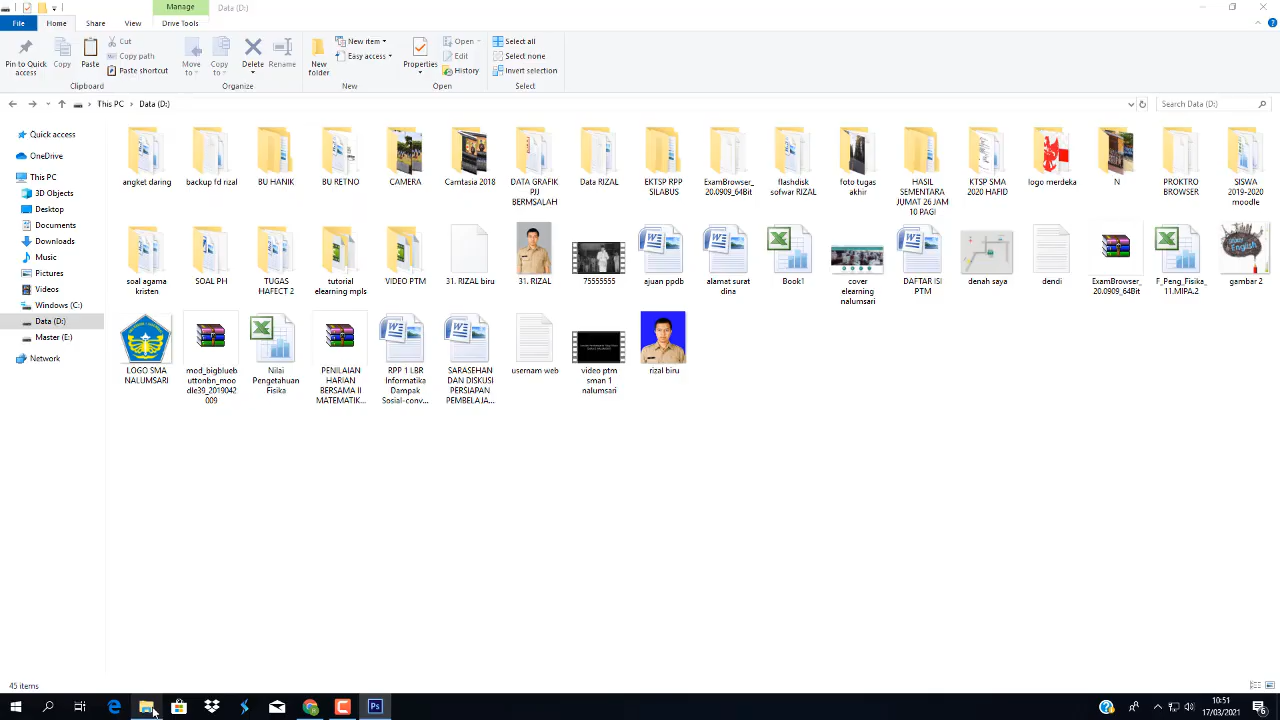 Manage
Data (D:)
File
Home
Share
View
Drive Tools
Pin to Quick access
Copy
Paste
Cut
Copy path
Paste shortcut
Clipboard
Move to
Copy to
Delete
Rename
Organize
New folder
New item
Easy access
New
Properties
Open
Edit
History
Open
Select all
Select none
Invert selection
Select
This PC
Data (D:)
Search Data (D:)
Quick access
OneDrive
This PC
3D Objects
Desktop
Documents
Downloads
Music
Pictures
Videos
Windows (C:)
Data (D:)
Master (E:)
Network
angket daring
backup fd rizal
BU HANIK
BU RETNO
CAMERA
Camtasia 2018
DATA GRAFIK PJJ BERMSALAH
Data RIZAL
EKTSP RPP SILABUS
ExamBrowser_20.0909_64Bit
flashdisk sofwar RIZAL
foto tugas akhir
HASIL SEMENTARA JUMAT 26 JAM 10 PAGI
KTSP SMA 2020 HAFID
logo merdeka
N
PROKTRO BROWSER
SISWA 2019-2020 moodle
soal agama kristen
SOAL PH
TUGAS HAFECT 2
tutorial elearning mpls
VIDEO PTM
31. RIZAL biru
31. RIZAL
75555555
ajuan ppdb
alamat surat dina
Book1
cover elearning nalumsari
DAFTAR ISI PTM
denah saya
dendi
ExamBrowser_20.0909_64Bit
F_Peng_Fisika_11.MIPA.2
gambar 2
LOGO SMA NALUMSARI
mod_bigbluebuttonbn_moodle39_2019042009
Nilai Pengetahuan Fisika
PENILAIAN HARIAN BERSAMA II MATEMATIK...
RPP 1 LBR Informatika Dampak Sosial-conv...
SARASEHAN DAN DISKUSI PERSIAPAN PEMBELAJA...
usernam web
video ptm sman 1 nalumsari
rizal biru
45 items
Ps
10:51
17/03/2021